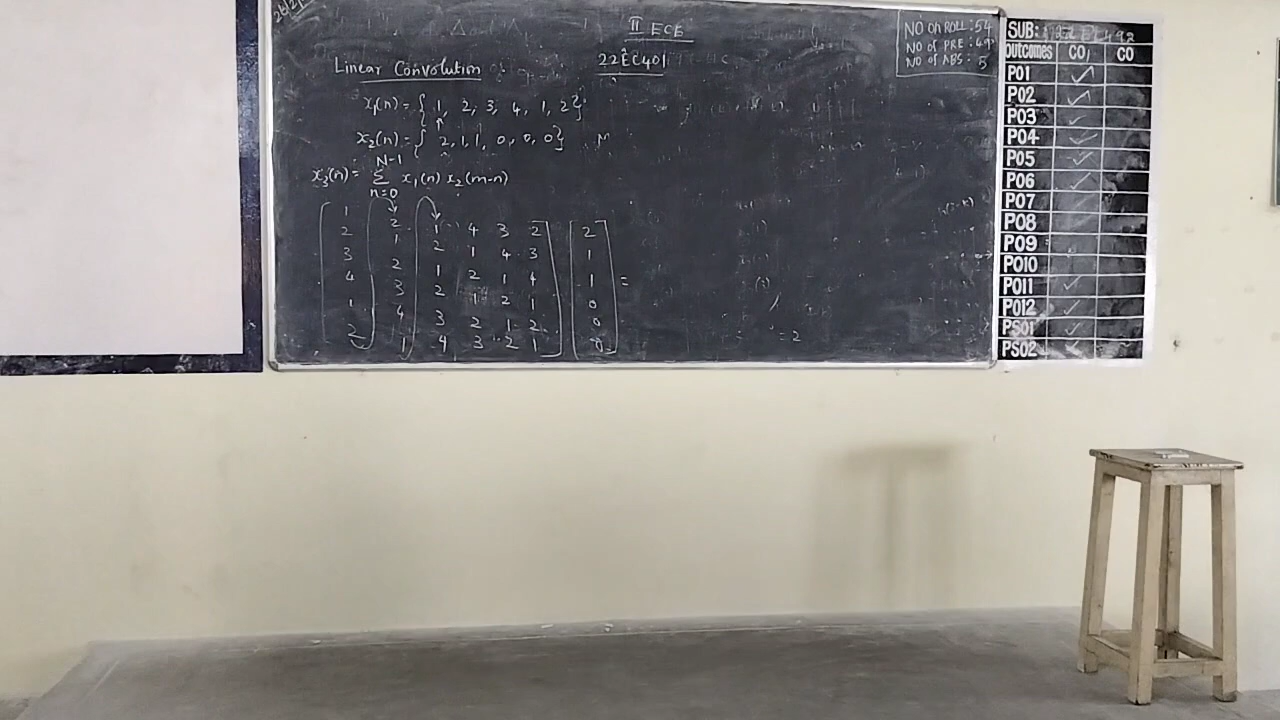 II ECE
Linear Convolution
22EC401
x₁(n) = { 1, 2, 3, 4, 1, 2 }
↑
x₂(n) = { 2, 1, 1, 0, 0, 0 }
N-1
x₃(n) = Σ x₁(n) x₂(m-n)
n=0
1 2 1 4 3 2 2
2 1 2 1 4 3 1
3 2 1 2 1 4 1 =
4 3 2 1 2 1 0
1 4 3 2 1 2 0
2 1 4 3 2 1 0
= 2
NO ON ROLL : 54
NO of PRE : 49
NO of ABS : 5
SUB:
outcomes CO1 CO
PO1 ✓
PO2 ✓
PO3 ✓
PO4 ✓
PO5 ✓
PO6 ✓
PO7
PO8
PO9
PO10
PO11 ✓
PO12 ✓
PSO1 ✓
PSO2 ✓